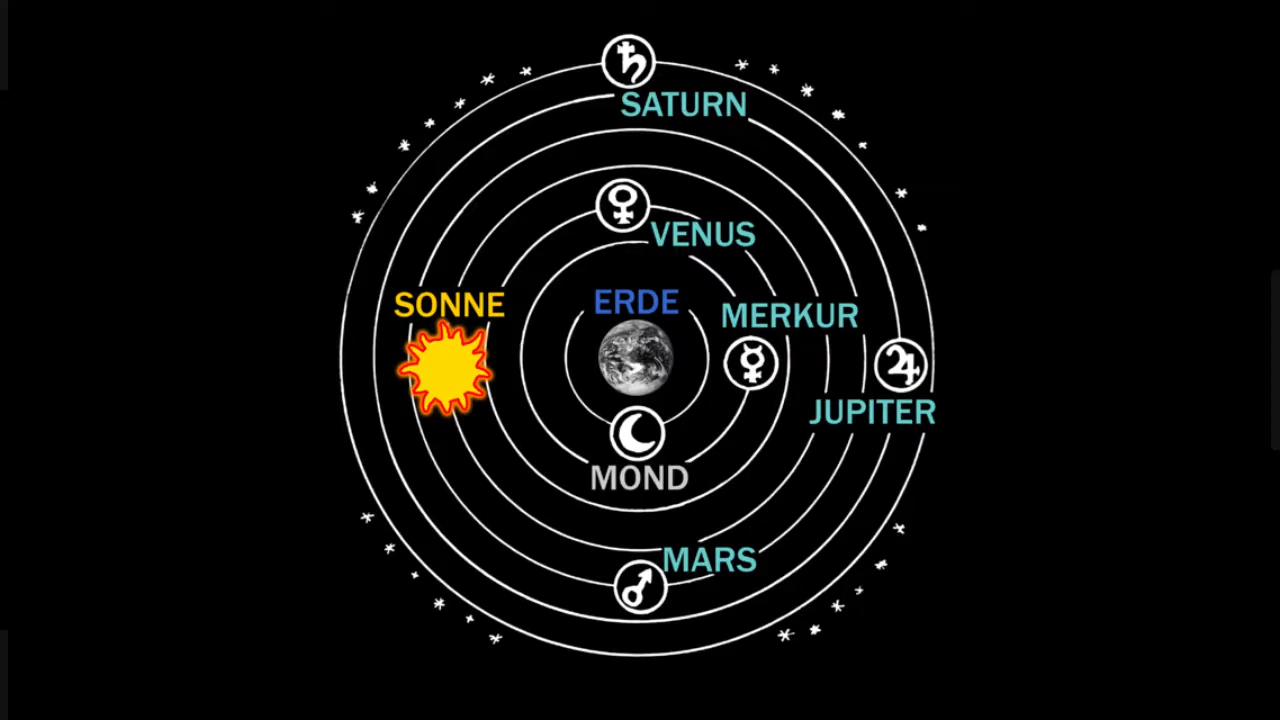 SATURN
VENUS
SONNE
ERDE
MERKUR
JUPITER
MOND
MARS